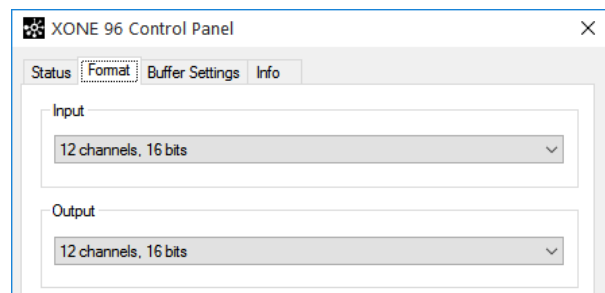 XONE 96 Control Panel
Status Format Buffer Settings Info
Input
12 channels, 16 bits
Output
12 channels, 16 bits